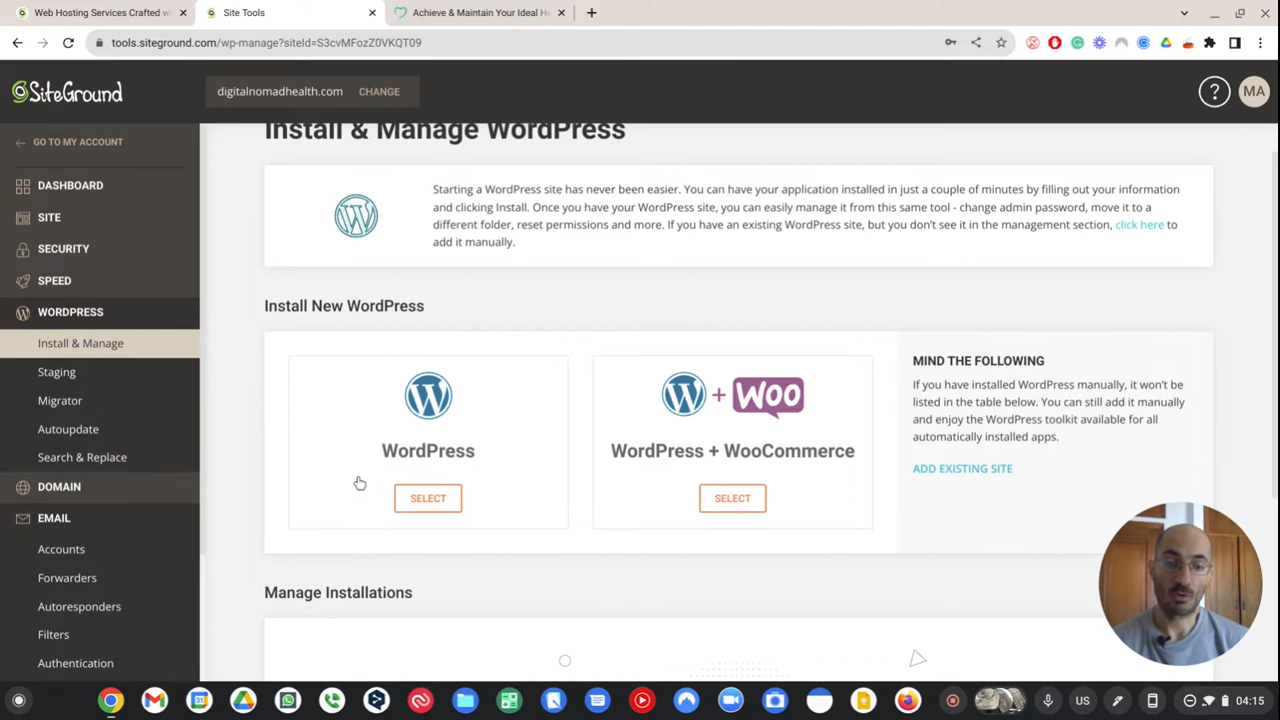 Web Hosting Services Crafted w
Site Tools
Achieve & Maintain Your Ideal He
tools.siteground.com/wp-manage?siteId=S3cvMFozZ0VKQT09
SiteGround
digitalnomadhealth.com CHANGE
?
MA
GO TO MY ACCOUNT
DASHBOARD
SITE
SECURITY
SPEED
WORDPRESS
Install & Manage
Staging
Migrator
Autoupdate
Search & Replace
DOMAIN
EMAIL
Accounts
Forwarders
Autoresponders
Filters
Authentication
Install & Manage WordPress
Starting a WordPress site has never been easier. You can have your application installed in just a couple of minutes by filling out your information
and clicking Install. Once you have your WordPress site, you can easily manage it from this same tool - change admin password, move it to a
different folder, reset permissions and more. If you have an existing WordPress site, but you don't see it in the management section, click here to
add it manually.
Install New WordPress
WordPress
SELECT
+ WOO
WordPress + WooCommerce
SELECT
MIND THE FOLLOWING
If you have installed WordPress manually, it won't be
listed in the table below. You can still add it manually
and enjoy the WordPress toolkit available for all
automatically installed apps.
ADD EXISTING SITE
Manage Installations
US
04:15